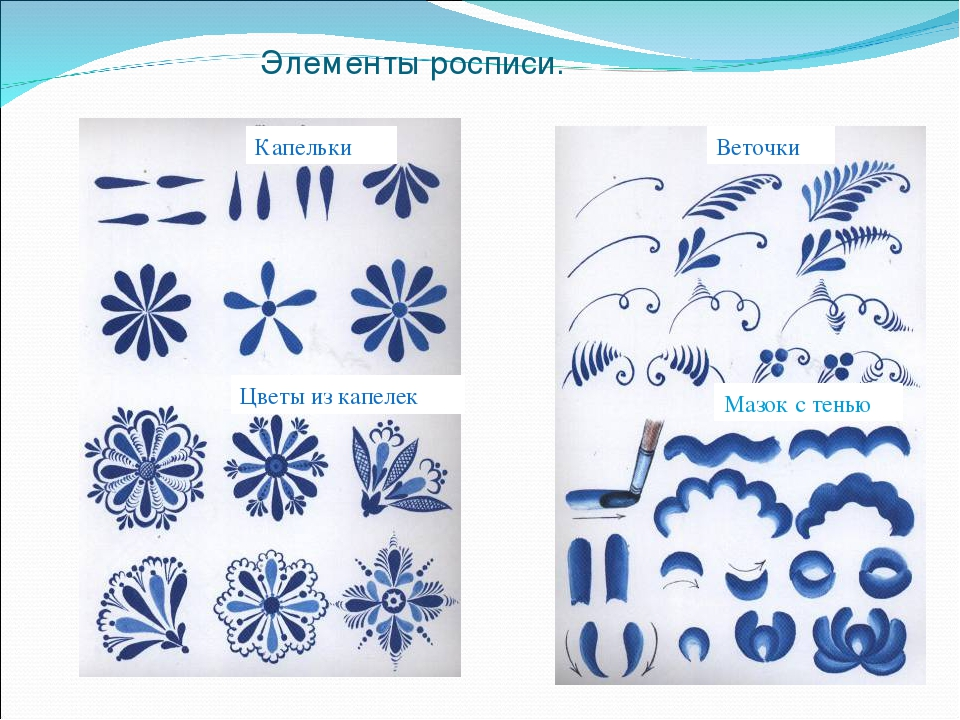 Элементы росписи.
Капельки
Веточки
Цветы из капелек
Мазок с тенью